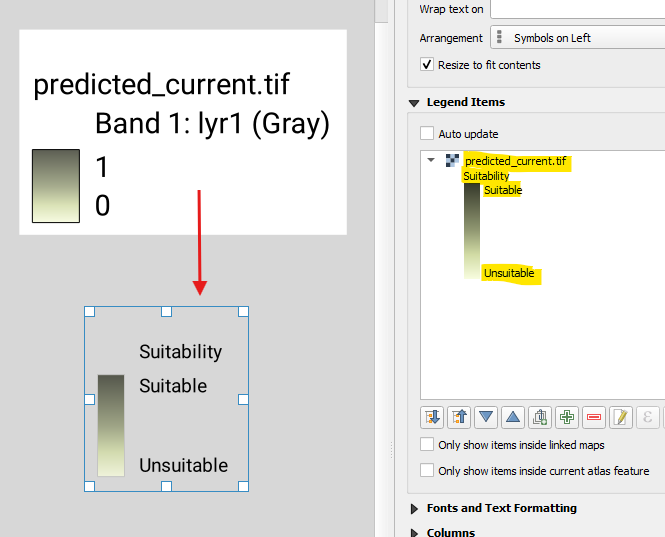 predicted_current.tif
Band 1: lyr1 (Gray)
1
0
Suitability
Suitable
Unsuitable
Wrap text on
Arrangement
Symbols on Left
Resize to fit contents
Legend Items
Auto update
predicted_current.tif
Suitability
Suitable
Unsuitable
ε
Only show items inside linked maps
Only show items inside current atlas feature
Fonts and Text Formatting
Columns